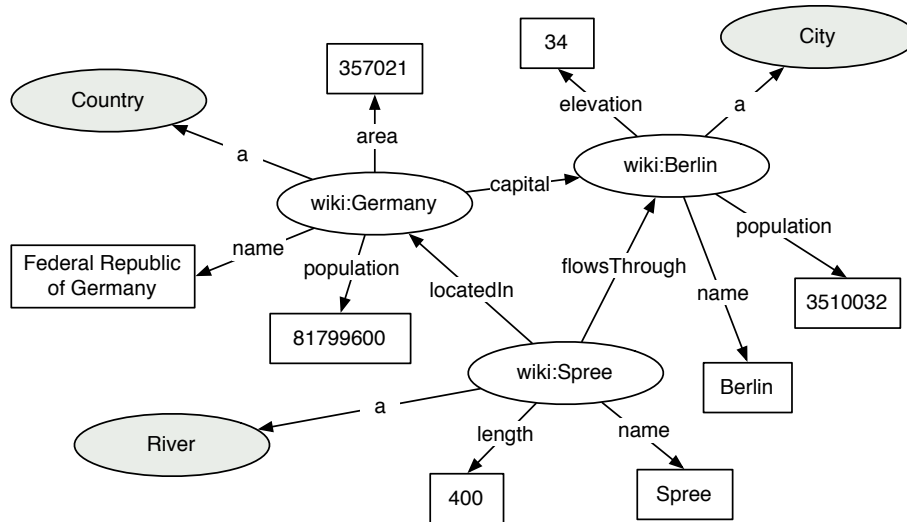 34
City
357021
Country
elevation
a
area
a
wiki:Berlin
capital
wiki:Germany
population
name
Federal Republic
of Germany
population
flowsThrough
locatedIn
name
3510032
81799600
wiki:Spree
Berlin
a
River
length
name
400
Spree